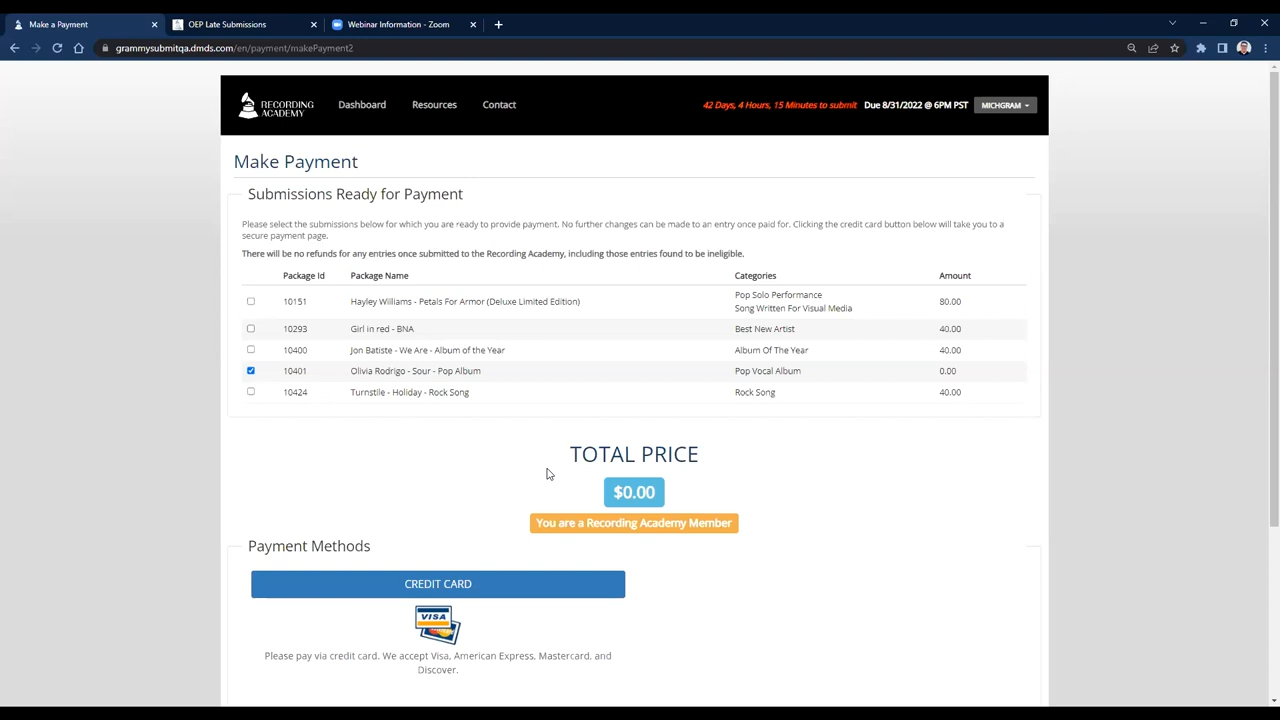 Make a Payment
OEP Late Submissions
Webinar Information - Zoom
grammysubmitqa.dmds.com/en/payment/makePayment2
RECORDING ACADEMY
Dashboard
Resources
Contact
42 Days, 4 Hours, 15 Minutes to submit
Due 8/31/2022 @ 6PM PST
MICHGRAM
Make Payment
Submissions Ready for Payment
Please select the submissions below for which you are ready to provide payment. No further changes can be made to an entry once paid for. Clicking the credit card button below will take you to a
secure payment page.
There will be no refunds for any entries once submitted to the Recording Academy, including those entries found to be ineligible.
Package Id Package Name Categories Amount
10151 Hayley Williams - Petals For Armor (Deluxe Limited Edition) Pop Solo Performance 80.00
Song Written For Visual Media
10293 Girl in red - BNA Best New Artist 40.00
10400 Jon Batiste - We Are - Album of the Year Album Of The Year 40.00
10401 Olivia Rodrigo - Sour - Pop Album Pop Vocal Album 0.00
10424 Turnstile - Holiday - Rock Song Rock Song 40.00
TOTAL PRICE
$0.00
You are a Recording Academy Member
Payment Methods
CREDIT CARD
VISA
Please pay via credit card. We accept Visa, American Express, Mastercard, and
Discover.